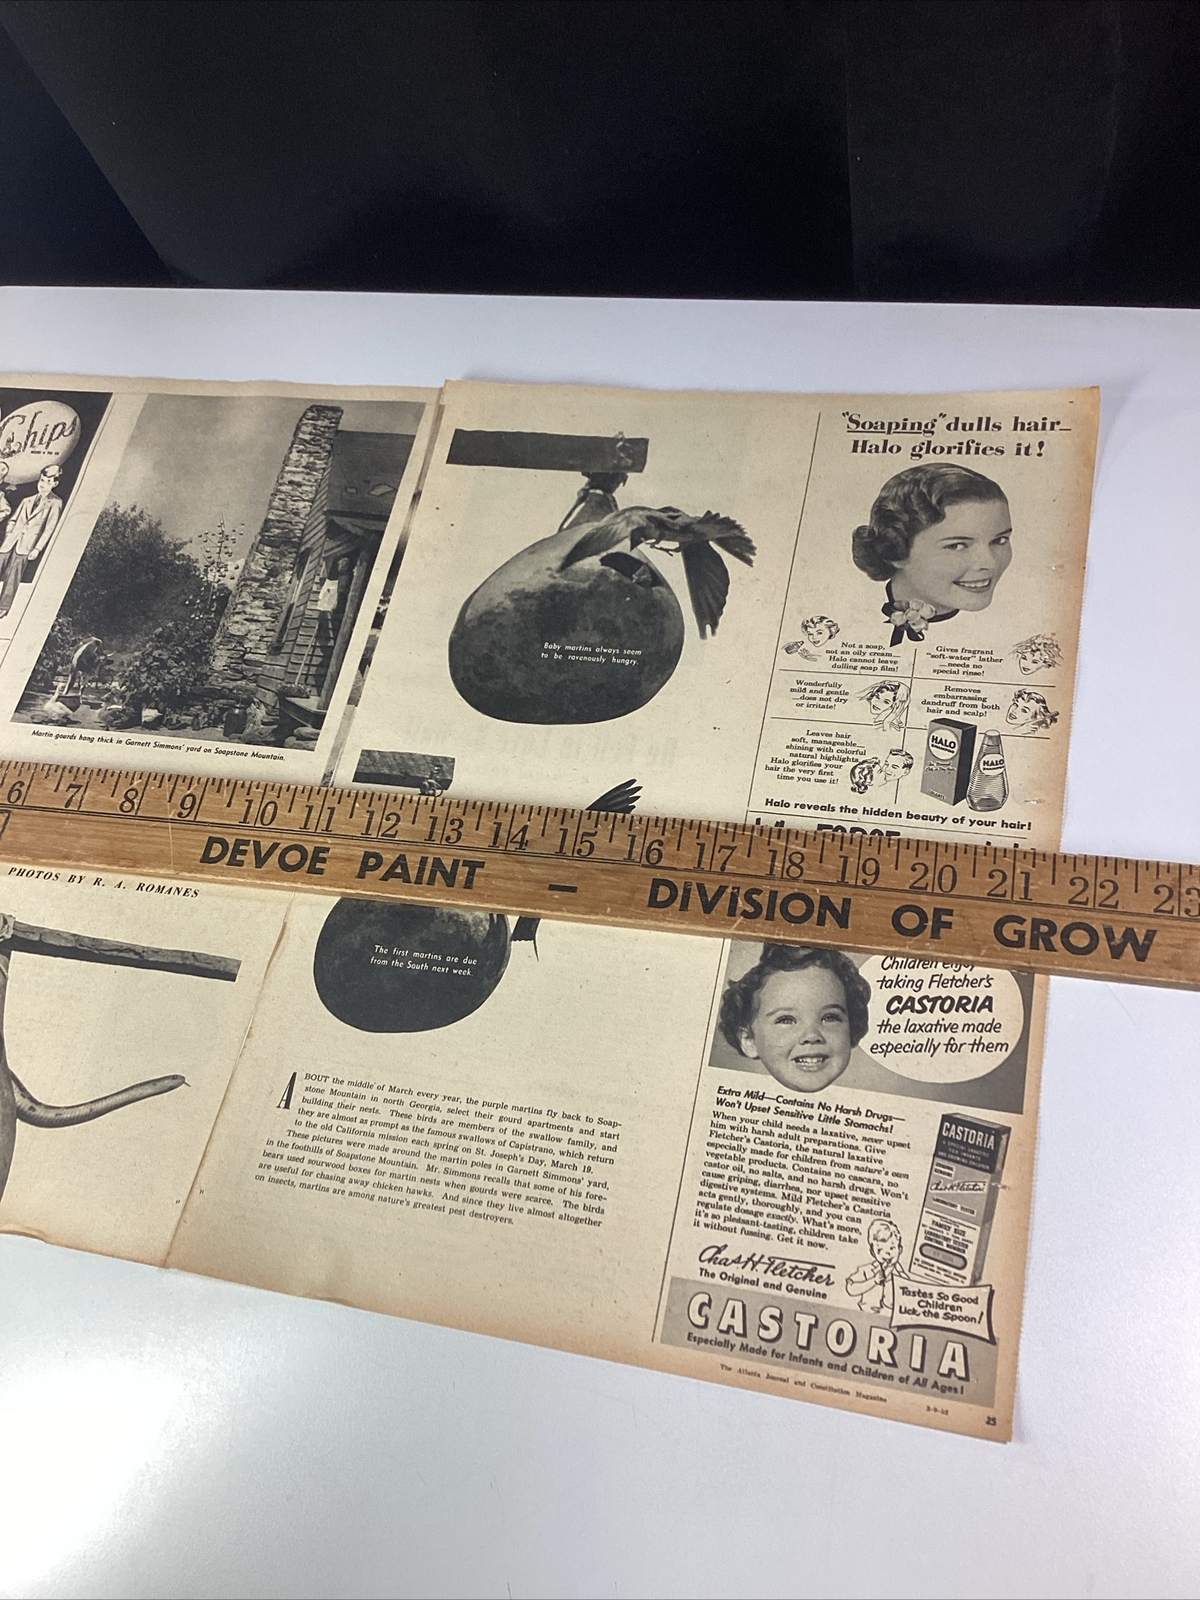 Chips
Martin gourds hang thick in Garnett Simmons' yard on Soapstone Mountain.
Baby martins always seem
to be ravenously hungry.
"Soaping" dulls hair—
Halo glorifies it!
Not a soap,
not an oily cream—
Halo cannot leave
dulling soap film!
Gives fragrant
"soft-water" lather
—needs no
special rinse!
Wonderfully
mild and gentle
—does not dry
or irritate!
Removes
embarrassing
dandruff from both
hair and scalp!
Leaves hair
soft, manageable—
shining with colorful
natural highlights.
Halo glorifies your
hair the very first
time you use it!
HALO
HALO
Halo reveals the hidden beauty of your hair!
6 7 8 9 10 11 12 13 14 15 16 17 18 19 20 21 22 23
DEVOE PAINT — DIVISION OF GROW
PHOTOS BY R. A. ROMANES
The first martins are due
from the South next week.
ABOUT the middle of March every year, the purple martins fly back to Soap-
stone Mountain in north Georgia, select their gourd apartments and start
building their nests. These birds are members of the swallow family, and
they are almost as prompt as the famous swallows of Capistrano, which return
to the old California mission each spring on St. Joseph's Day, March 19.
These pictures were made around the martin poles in Garnett Simmons' yard,
in the foothills of Soapstone Mountain. Mr. Simmons recalls that some of his fore-
bears used sourwood boxes for martin nests when gourds were scarce. The birds
are useful for chasing away chicken hawks. And since they live almost altogether
on insects, martins are among nature's greatest pest destroyers.
Children enjoy
taking Fletcher's
CASTORIA
the laxative made
especially for them
Extra Mild—Contains No Harsh Drugs—
Won't Upset Sensitive Little Stomachs!
When your child needs a laxative, never upset
him with harsh adult preparations. Give
Fletcher's Castoria, the natural laxative
especially made for children from nature's own
vegetable products. Contains no cascara, no
castor oil, no salts, and no harsh drugs. Won't
cause griping, diarrhea, nor upset sensitive
digestive systems. Mild Fletcher's Castoria
acts gently, thoroughly, and you can
regulate dosage exactly. What's more,
it's so pleasant-tasting, children take
it without fussing. Get it now.
CASTORIA
Chas H. Fletcher
FAMILY SIZE
Chas H. Fletcher
The Original and Genuine
Tastes So Good
Children
Lick the Spoon!
CASTORIA
Especially Made for Infants and Children of All Ages!
The Atlanta Journal and Constitution Magazine
3-9-52
25